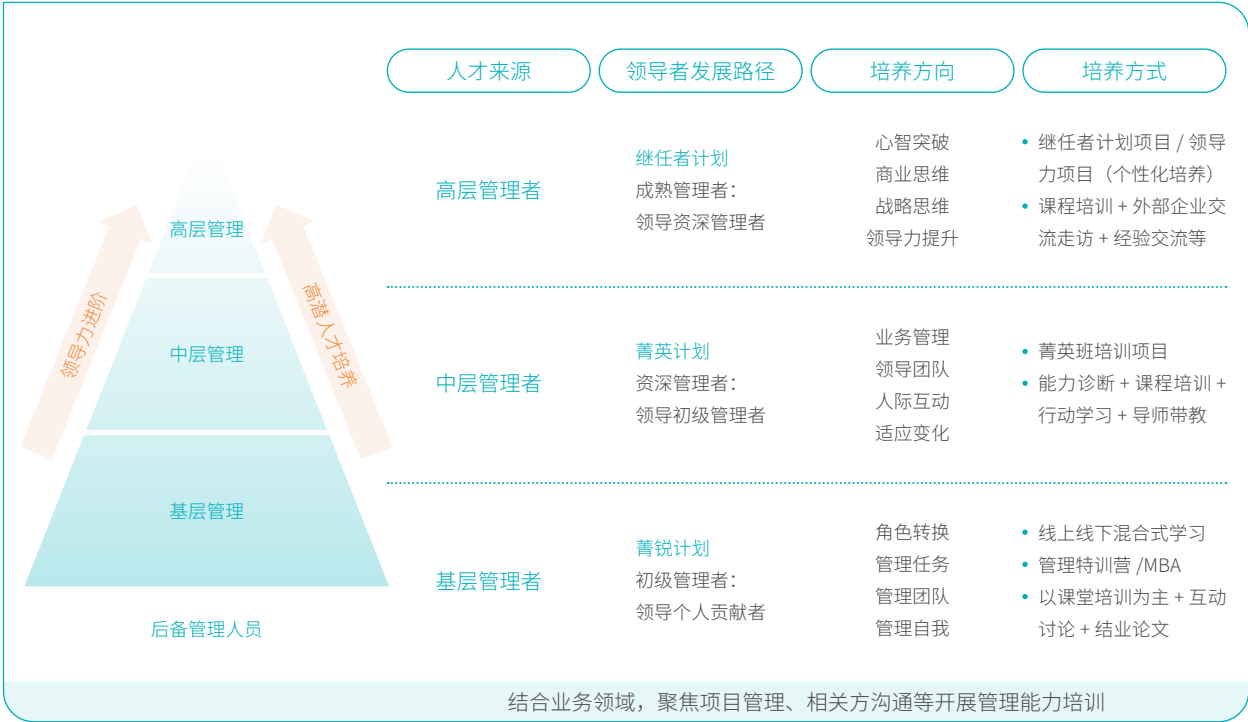 人才来源
领导者发展路径
培养方向
培养方式
高层管理
中层管理
基层管理
后备管理人员
领导力进阶
高潜人才培养
高层管理者
继任者计划
成熟管理者：
领导资深管理者
心智突破
商业思维
战略思维
领导力提升
• 继任者计划项目 / 领导
力项目（个性化培养）
• 课程培训 + 外部企业交
流走访 + 经验交流等
中层管理者
菁英计划
资深管理者：
领导初级管理者
业务管理
领导团队
人际互动
适应变化
• 菁英班培训项目
• 能力诊断 + 课程培训 +
行动学习 + 导师带教
基层管理者
菁锐计划
初级管理者：
领导个人贡献者
角色转换
管理任务
管理团队
管理自我
• 线上线下混合式学习
• 管理特训营 /MBA
• 以课堂培训为主 + 互动
讨论 + 结业论文
结合业务领域，聚焦项目管理、相关方沟通等开展管理能力培训